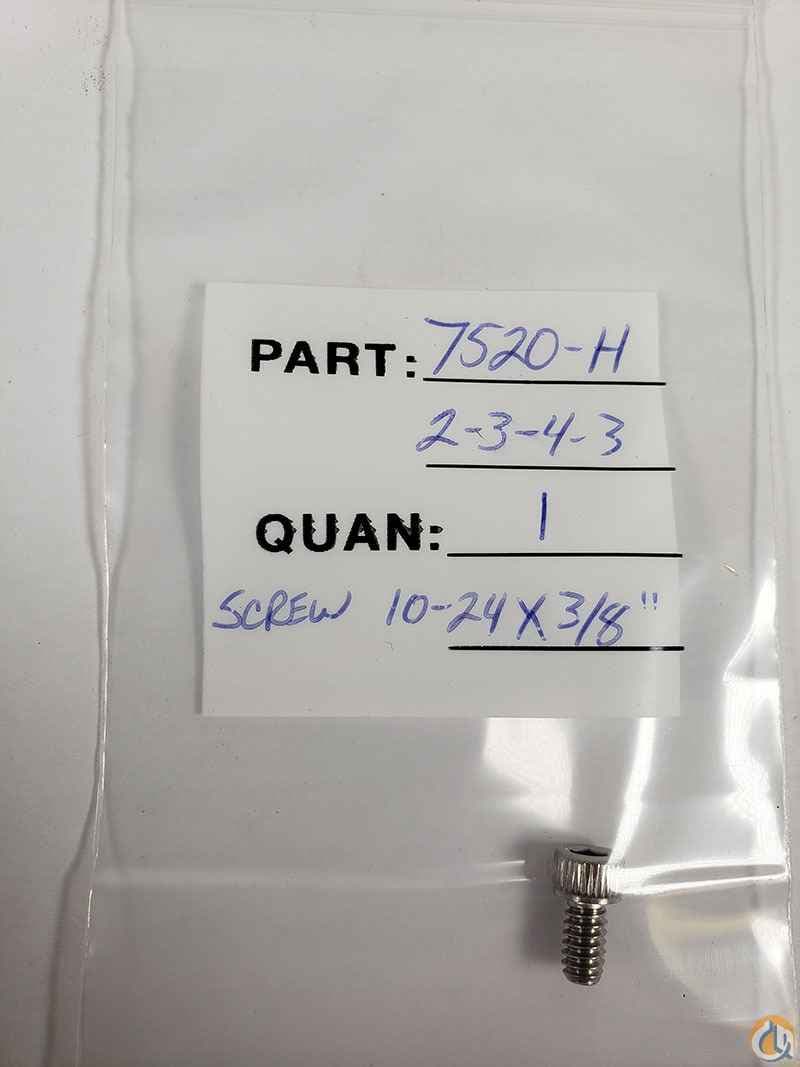 PART: 7520-H
2-3-4-3
QUAN: 1
SCREW 10-24 X 3/8"